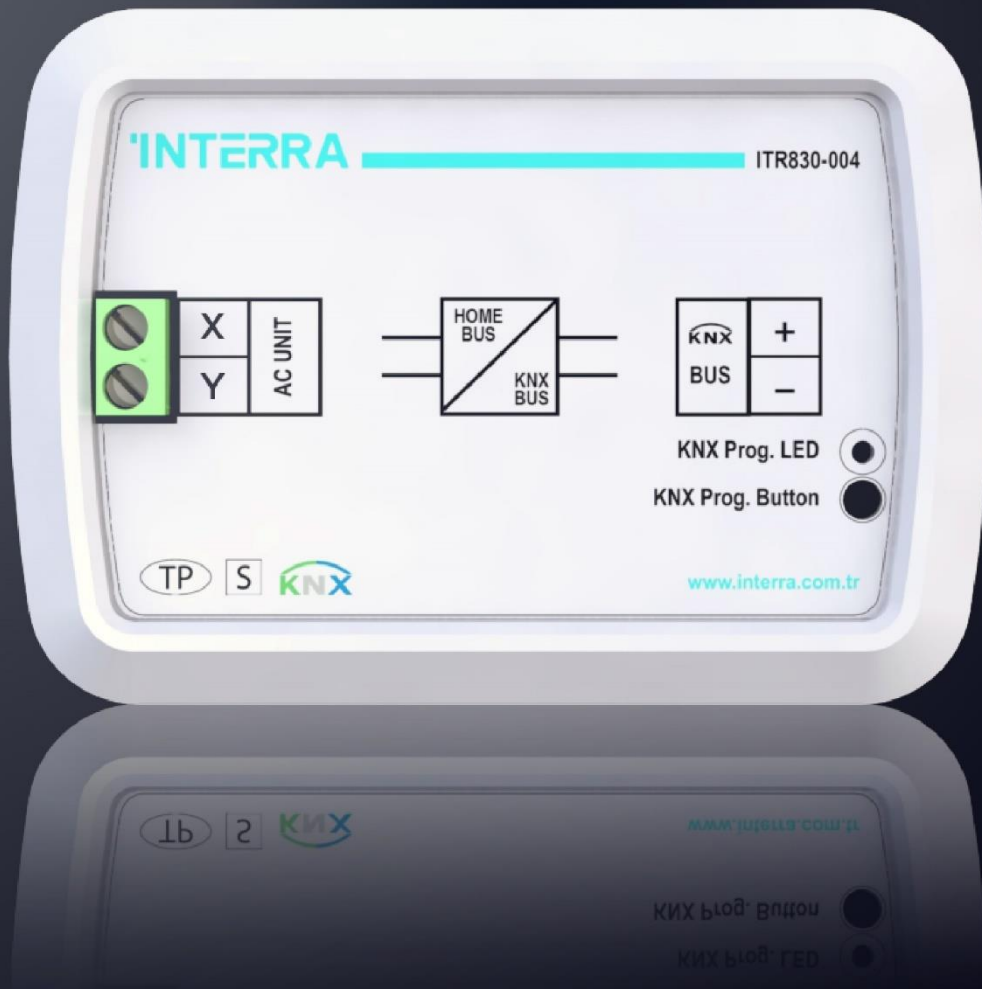 INTERRA
ITR830-004
X
Y
AC UNIT
HOME
BUS
KNX
BUS
KNX
BUS
+
−
KNX Prog. LED
KNX Prog. Button
TP
S
KNX
www.interra.com.tr